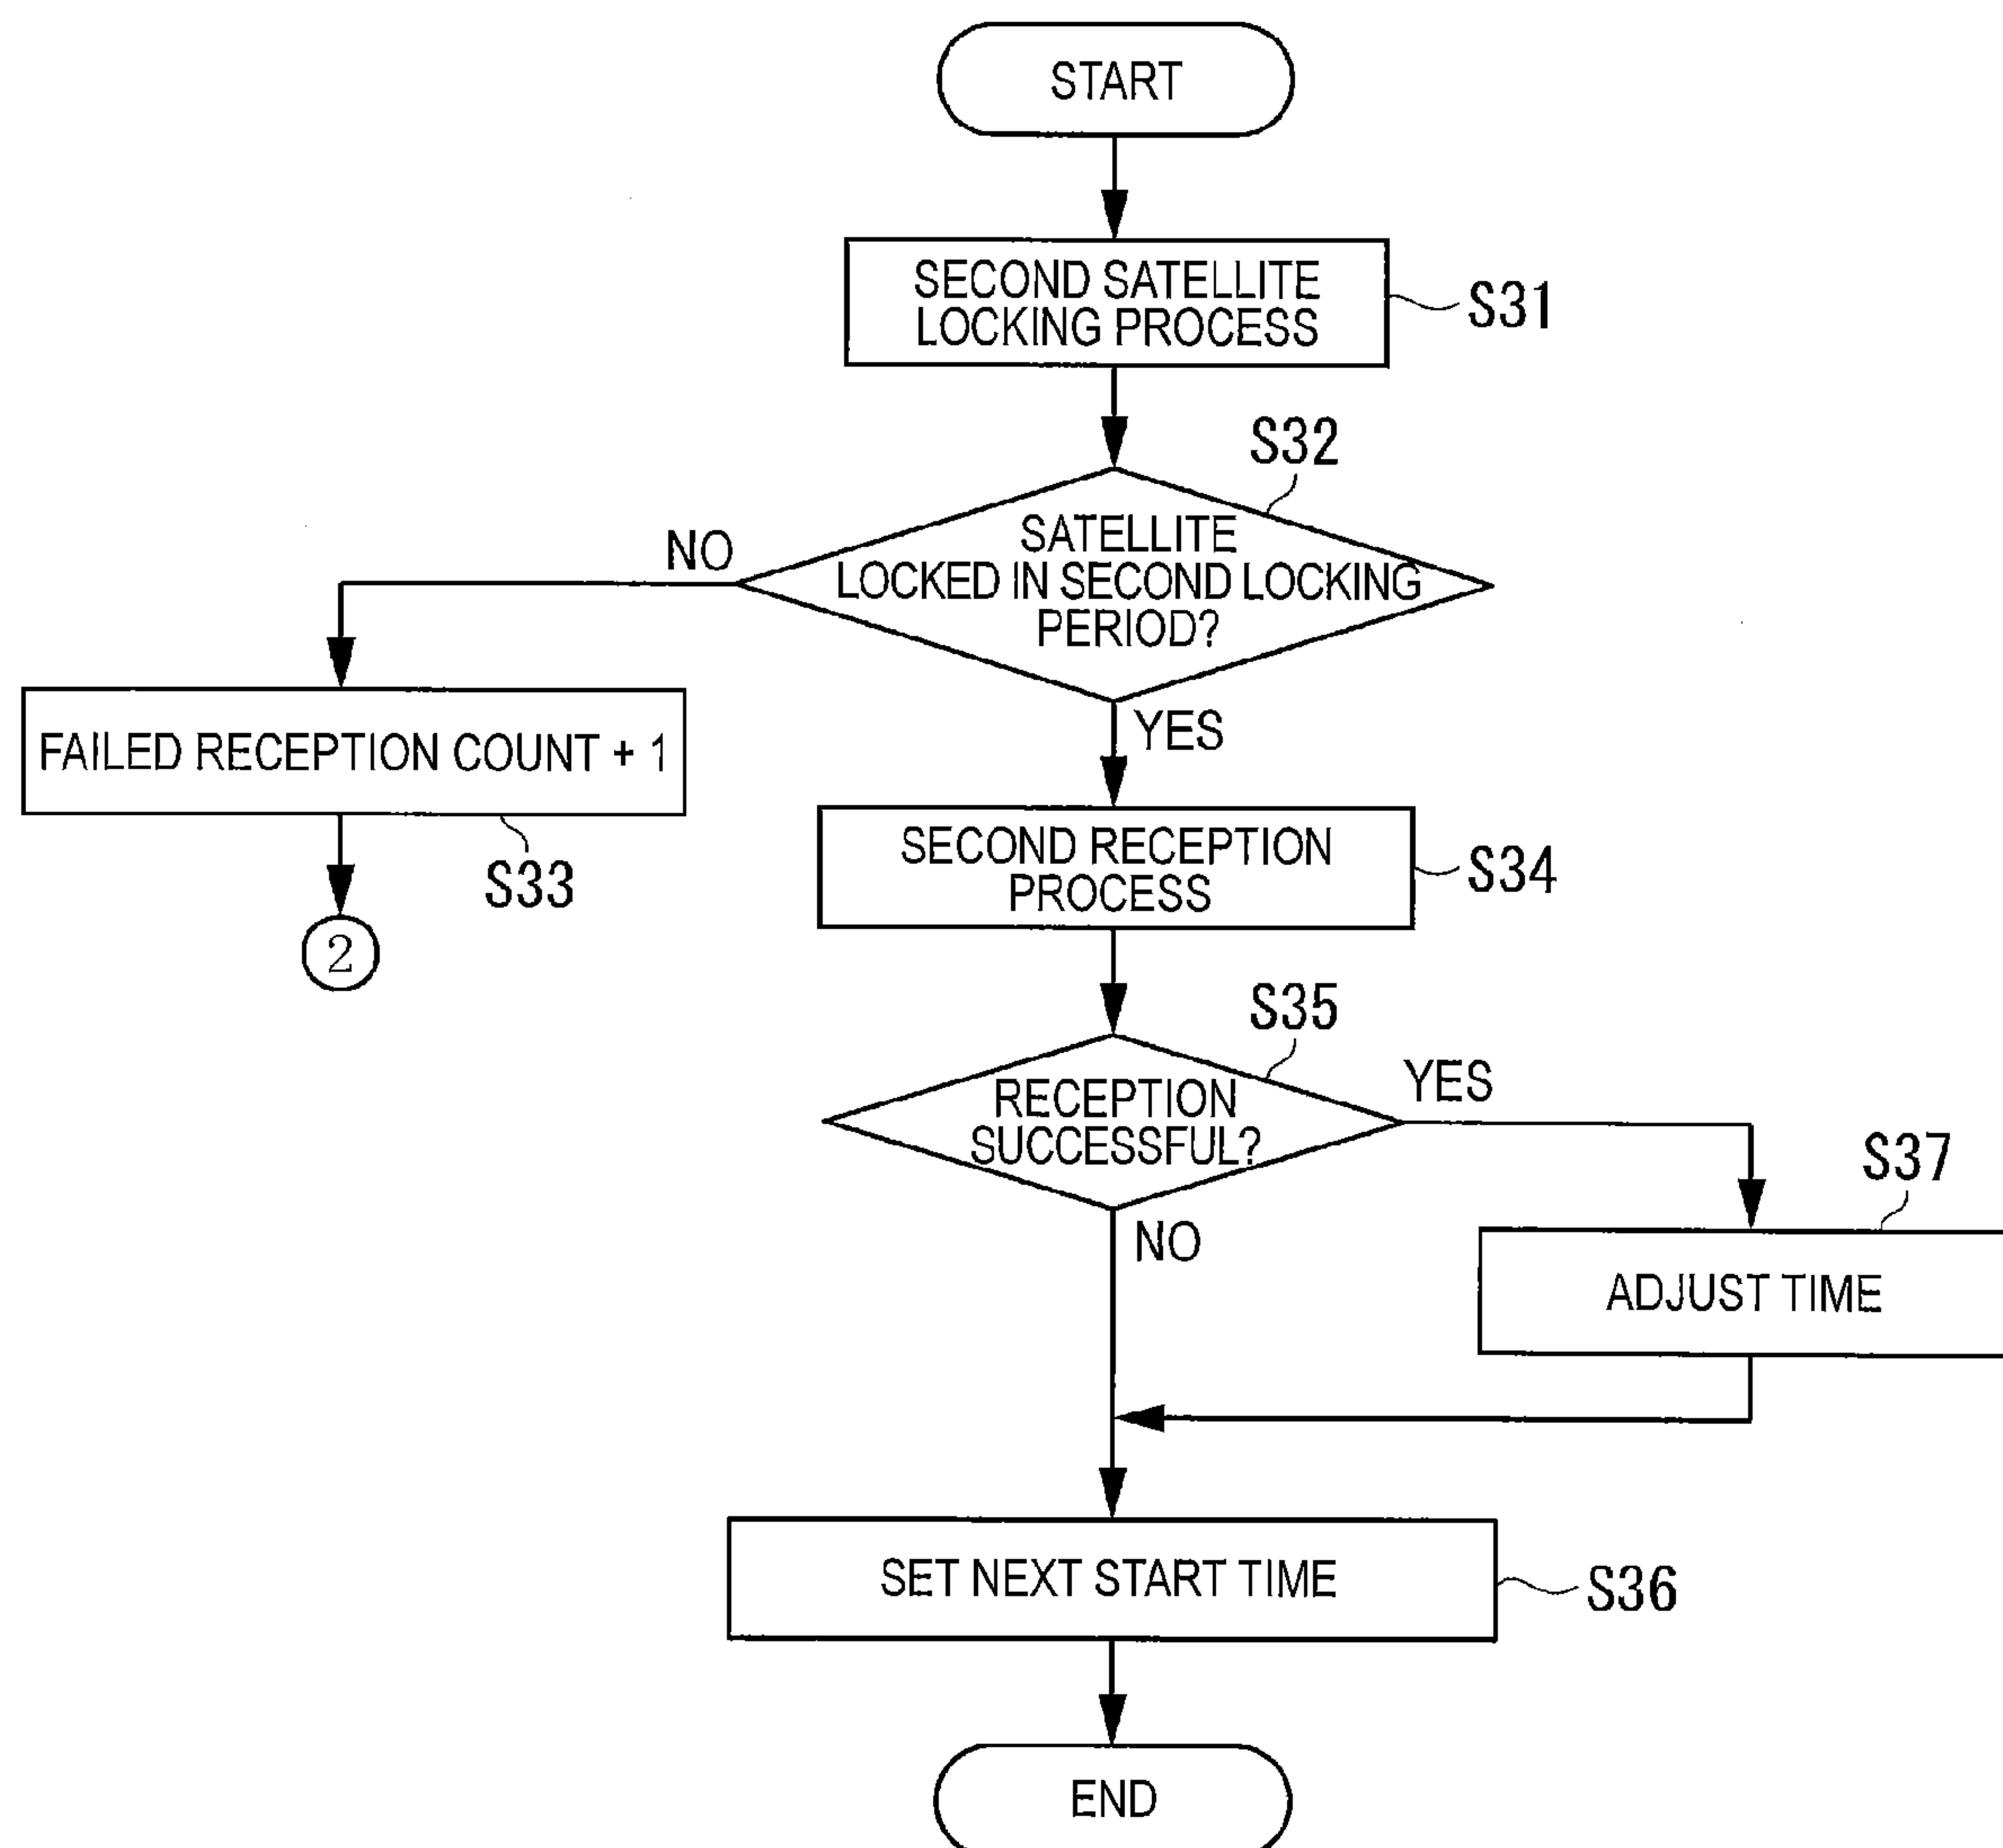 START
SECOND SATELLITE
LOCKING PROCESS
S31
S32
SATELLITE
LOCKED IN SECOND LOCKING
PERIOD?
NO
YES
FAILED RECEPTION COUNT + 1
S33
2
SECOND RECEPTION
PROCESS
S34
S35
RECEPTION
SUCCESSFUL?
YES
NO
S37
ADJUST TIME
SET NEXT START TIME
S36
END